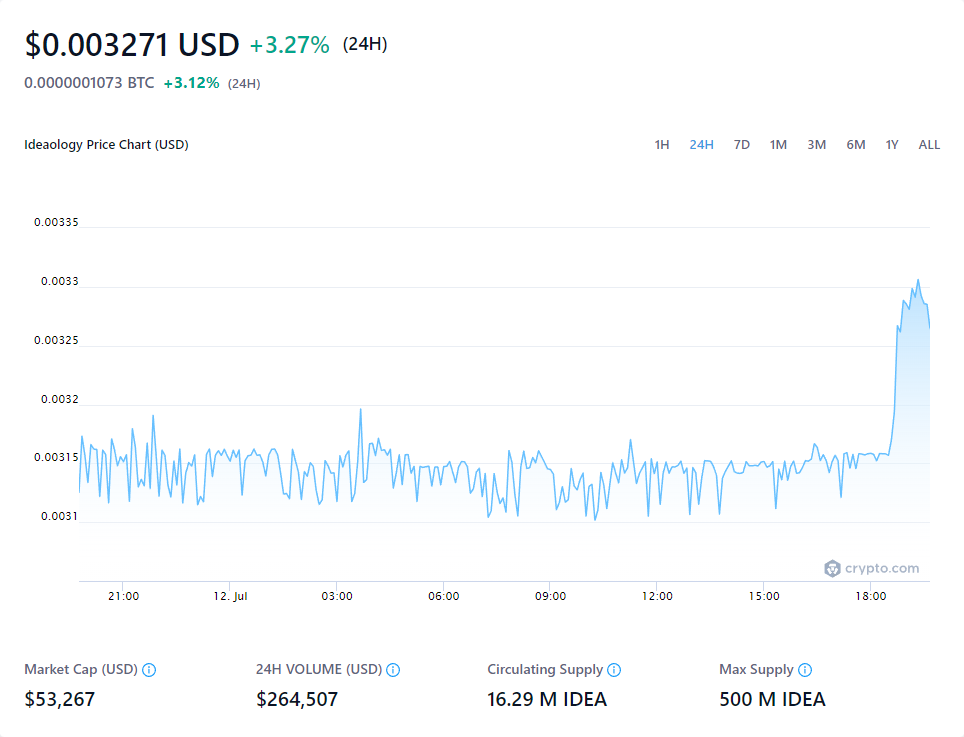 $0.003271 USD +3.27% (24H)
0.0000001073 BTC +3.12% (24H)
Ideaology Price Chart (USD)
1H 24H 7D 1M 3M 6M 1Y ALL
0.00335
0.0033
0.00325
0.0032
0.00315
0.0031
crypto.com
21:00 12. Jul 03:00 06:00 09:00 12:00 15:00 18:00
Market Cap (USD) 24H VOLUME (USD) Circulating Supply Max Supply
$53,267 $264,507 16.29 M IDEA 500 M IDEA